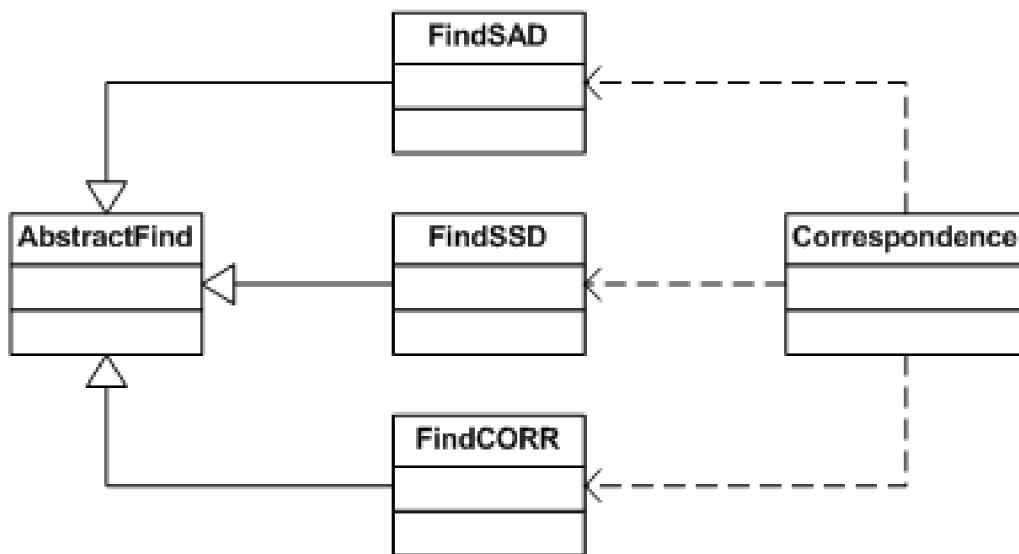 FindSAD
AbstractFind
FindSSD
Correspondence
FindCORR